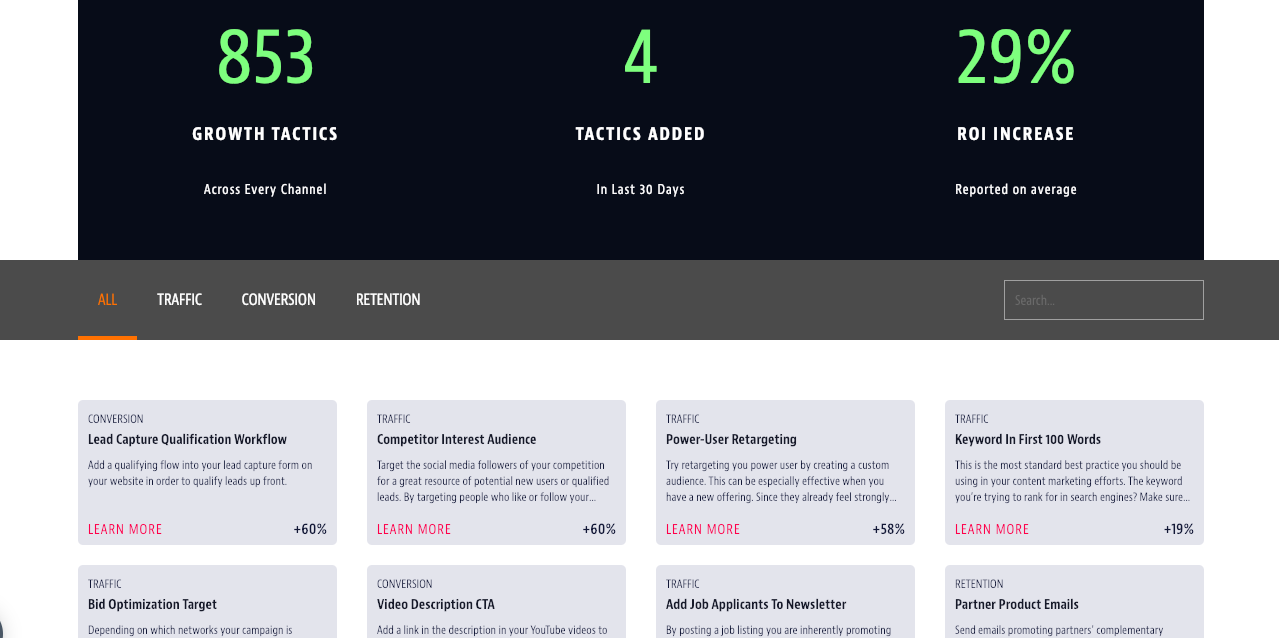 853
4
29%
GROWTH TACTICS
TACTICS ADDED
ROI INCREASE
Across Every Channel
In Last 30 Days
Reported on average
ALL
TRAFFIC
CONVERSION
RETENTION
Search...
CONVERSION
Lead Capture Qualification Workflow
Add a qualifying flow into your lead capture form on
your website in order to qualify leads up front.
LEARN MORE
+60%
TRAFFIC
Competitor Interest Audience
Target the social media followers of your competition
for a great resource of potential new users or qualified
leads. By targeting people who like or follow your...
LEARN MORE
+60%
TRAFFIC
Power-User Retargeting
Try retargeting you power user by creating a custom
audience. This can be especially effective when you
have a new offering. Since they already feel strongly...
LEARN MORE
+58%
TRAFFIC
Keyword In First 100 Words
This is the most standard best practice you should be
using in your content marketing efforts. The keyword
you're trying to rank for in search engines? Make sure...
LEARN MORE
+19%
TRAFFIC
Bid Optimization Target
Depending on which networks your campaign is
CONVERSION
Video Description CTA
Add a link in the description in your YouTube videos to
TRAFFIC
Add Job Applicants To Newsletter
By posting a job listing you are inherently promoting
RETENTION
Partner Product Emails
Send emails promoting partners' complementary